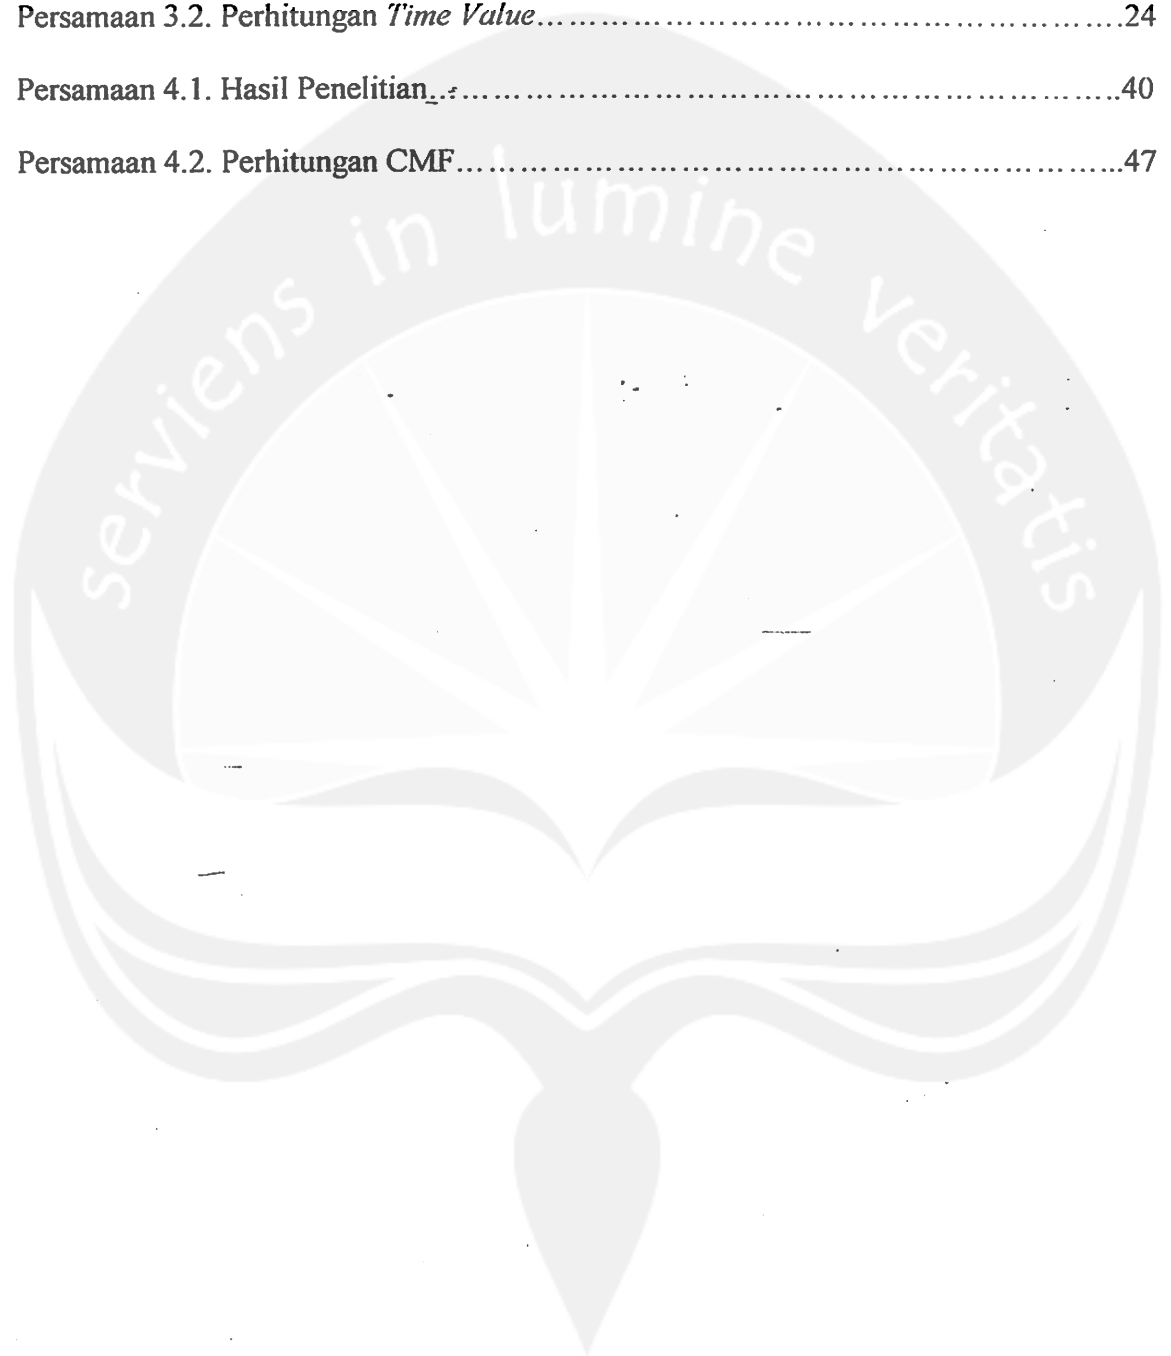 Persamaan 3.2. Perhitungan Time Value......................................................24
Persamaan 4.1. Hasil Penelitian......................................................40
Persamaan 4.2. Perhitungan CMF......................................................47
serviens in lumine veritatis